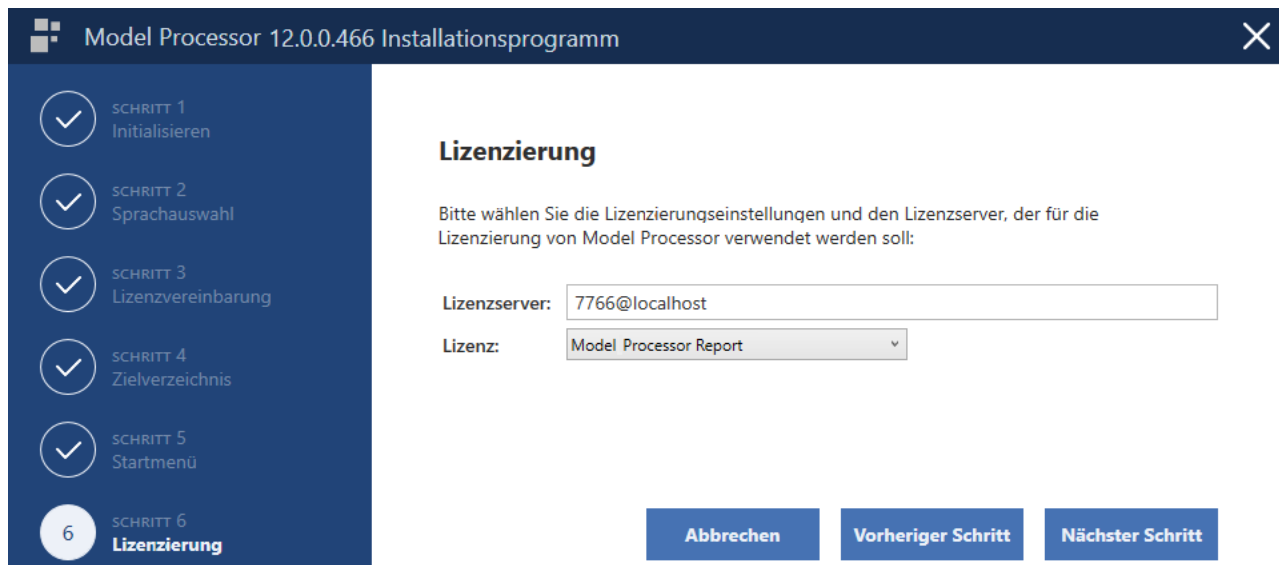 Model Processor 12.0.0.466 Installationsprogramm
SCHRITT 1
Initialisieren
SCHRITT 2
Sprachauswahl
SCHRITT 3
Lizenzvereinbarung
SCHRITT 4
Zielverzeichnis
SCHRITT 5
Startmenü
6
SCHRITT 6
Lizenzierung
Lizenzierung
Bitte wählen Sie die Lizenzierungseinstellungen und den Lizenzserver, der für die
Lizenzierung von Model Processor verwendet werden soll:
Lizenzserver: 7766@localhost
Lizenz: Model Processor Report
Abbrechen Vorheriger Schritt Nächster Schritt